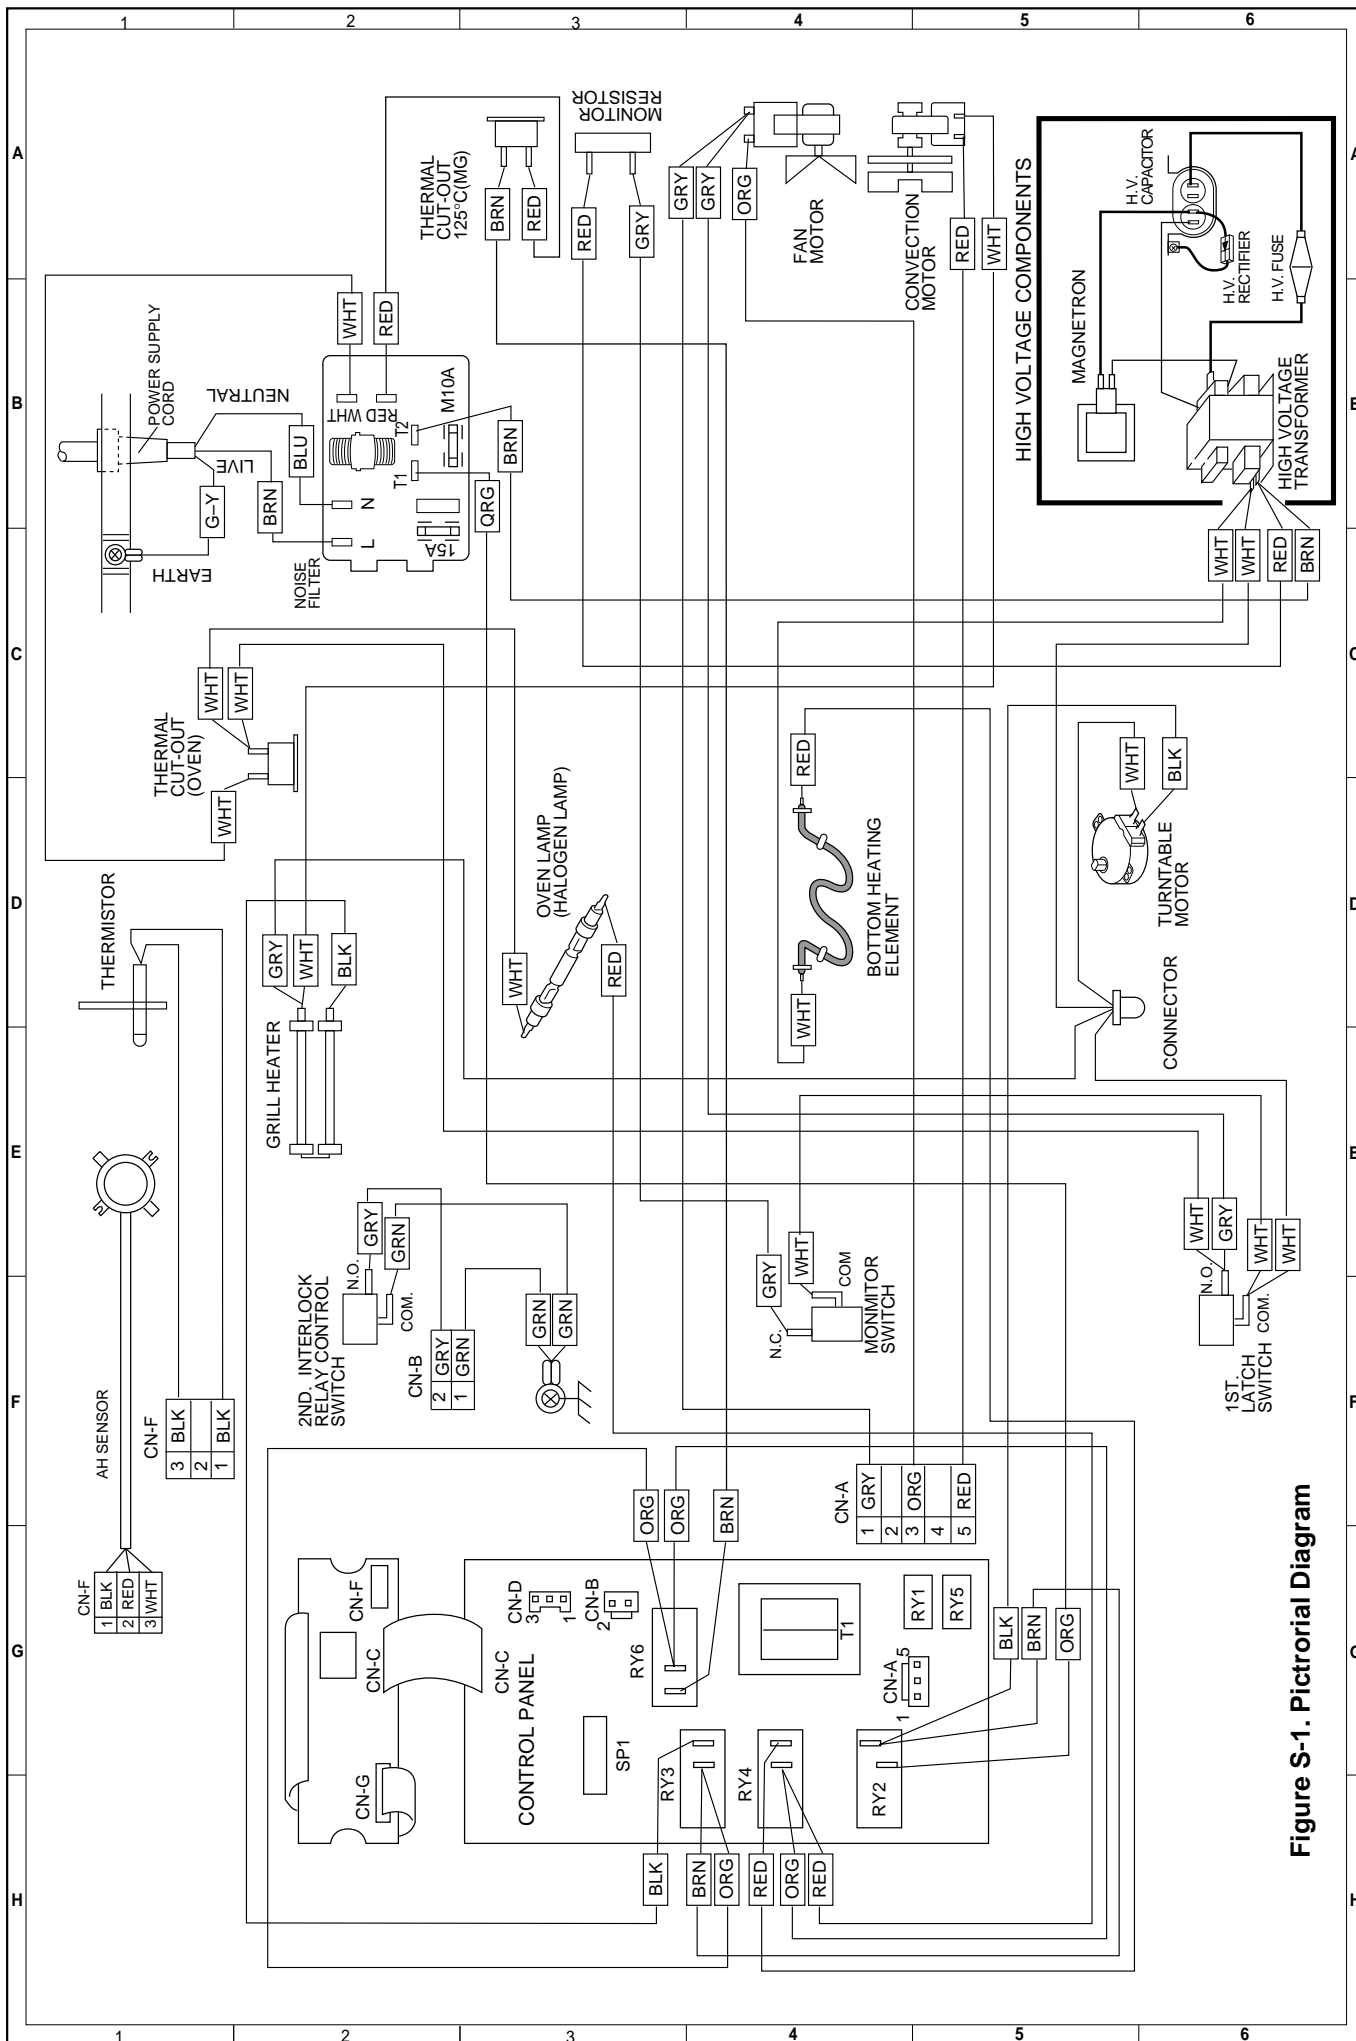 1 2 3 4 5 6
A
B
C
D
E
F
G
H
POWER SUPPLY
CORD
NEUTRAL
LIVE
EARTH
G–Y
BRN
BLU
NOISE
FILTER
L
N
15A
T1
T2
RED WHT
M10A
WHT
RED
QRG
BRN
THERMAL
CUT-OUT
125°C(MG)
BRN
RED
MONITOR
RESISTOR
RED
GRY
GRY
GRY
ORG
FAN
MOTOR
CONVECTION
MOTOR
RED
WHT
HIGH VOLTAGE COMPONENTS
MAGNETRON
H.V.
CAPACITOR
H.V.
RECTIFIER
H.V. FUSE
HIGH VOLTAGE
TRANSFORMER
WHT
WHT
RED
BRN
THERMAL
CUT-OUT
(OVEN)
WHT
WHT
WHT
THERMISTOR
GRILL HEATER
GRY
WHT
BLK
OVEN LAMP
(HALOGEN LAMP)
WHT
RED
BOTTOM HEATING
ELEMENT
RED
WHT
TURNTABLE
MOTOR
WHT
BLK
CONNECTOR
AH SENSOR
CN-F
3 BLK
2
1 BLK
CN-F
1 BLK
2 RED
3 WHT
2ND. INTERLOCK
RELAY CONTROL
SWITCH
N.O.
COM.
GRY
GRN
CN-B
2 GRY
1 GRN
GRN
GRN
MONMITOR
SWITCH
N.C.
COM
GRY
WHT
1ST.
LATCH
SWITCH
N.O.
COM.
WHT
GRY
WHT
WHT
ORG
ORG
BRN
CN-A
1 GRY
2
3 ORG
4
5 RED
CONTROL PANEL
CN-G
CN-C
CN-F
CN-C
CN-D
3
1
CN-B
2
SP1
RY6
RY3
RY4
RY2
T1
CN-A
1
5
RY1
RY5
BLK
BRN
ORG
BLK
BRN
ORG
RED
ORG
RED
Figure S-1. Pictrorial Diagram
A
B
C
D
E
F
G
H
1 2 3 4 5 6